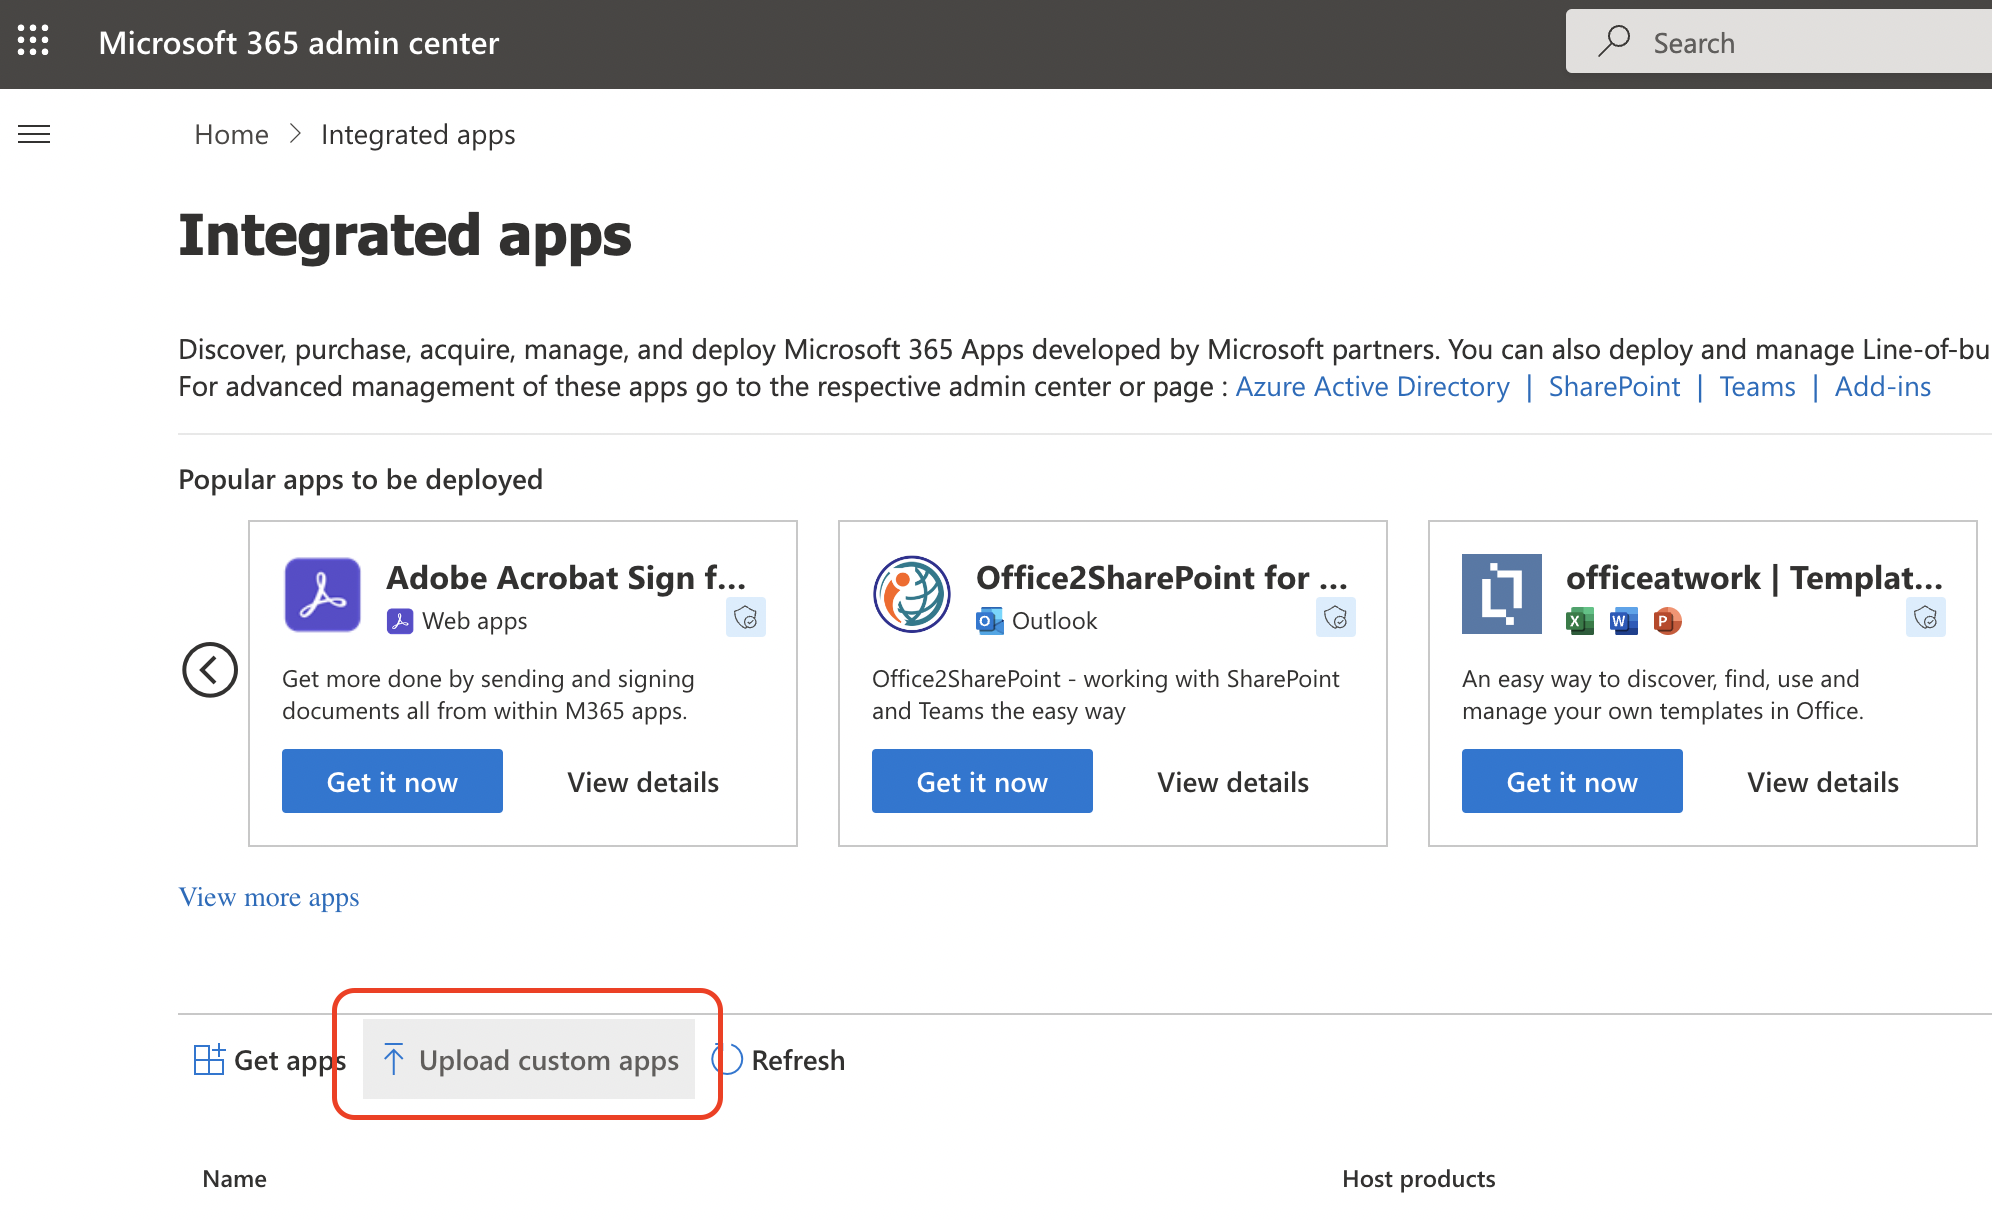 Microsoft 365 admin center
Search
Home > Integrated apps
Integrated apps
Discover, purchase, acquire, manage, and deploy Microsoft 365 Apps developed by Microsoft partners. You can also deploy and manage Line-of-bu
For advanced management of these apps go to the respective admin center or page : Azure Active Directory | SharePoint | Teams | Add-ins
Popular apps to be deployed
Adobe Acrobat Sign f...
Web apps
Get more done by sending and signing
documents all from within M365 apps.
Get it now
View details
Office2SharePoint for ...
Outlook
Office2SharePoint - working with SharePoint
and Teams the easy way
Get it now
View details
officeatwork | Templat...
An easy way to discover, find, use and
manage your own templates in Office.
Get it now
View details
View more apps
Get apps
Upload custom apps
Refresh
Name
Host products